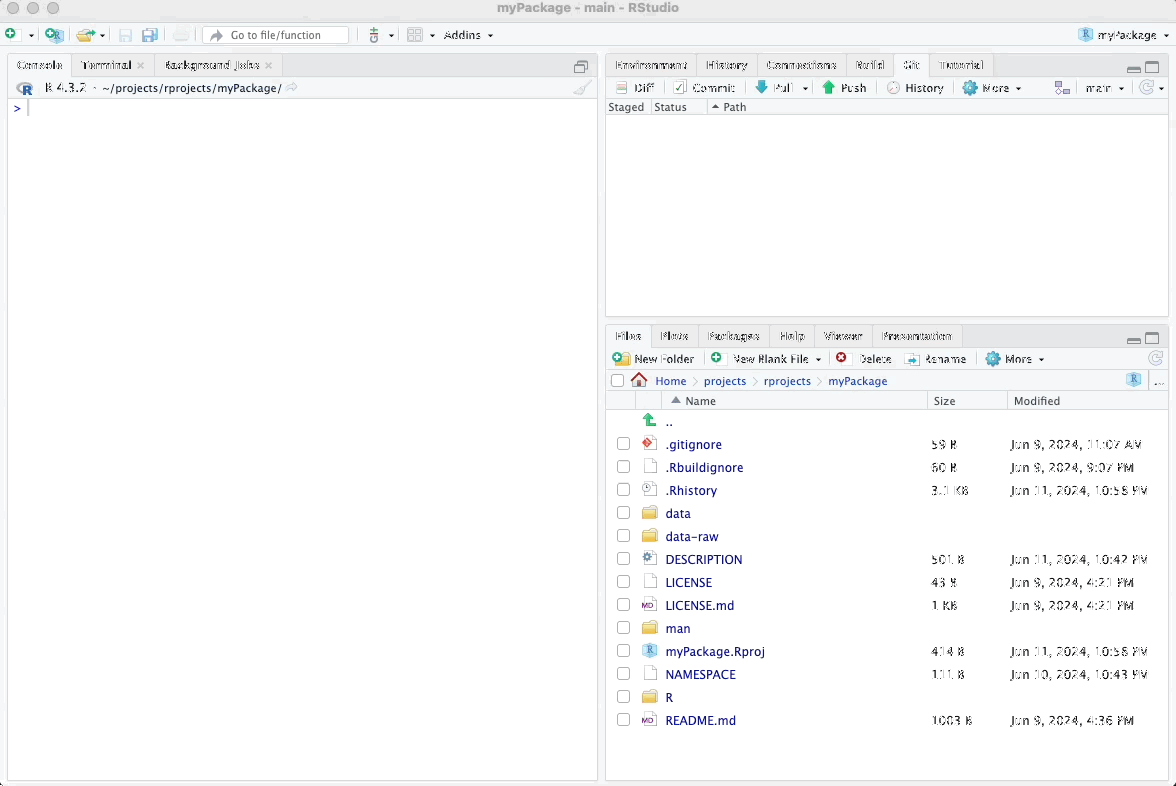 myPackage - main - RStudio
Go to file/function
Addins
myPackage
Console Terminal Background Jobs
R 4.3.2 · ~/projects/rprojects/myPackage/
>
Environment History Connections Build Git Tutorial
Diff Commit Pull Push History More main
Staged Status Path
Files Plots Packages Help Viewer Presentation
New Folder New Blank File Delete Rename More
Home projects rprojects myPackage
...
Name Size Modified
..
.gitignore 59 B Jun 9, 2024, 11:07 AM
.Rbuildignore 60 B Jun 9, 2024, 9:07 PM
.Rhistory 3.1 KB Jun 11, 2024, 10:58 PM
data
data-raw
DESCRIPTION 501 B Jun 11, 2024, 10:42 PM
LICENSE 43 B Jun 9, 2024, 4:21 PM
MD LICENSE.md 1 KB Jun 9, 2024, 4:21 PM
man
myPackage.Rproj 414 B Jun 11, 2024, 10:58 PM
NAMESPACE 111 B Jun 10, 2024, 10:43 PM
R
MD README.md 1003 B Jun 9, 2024, 4:36 PM